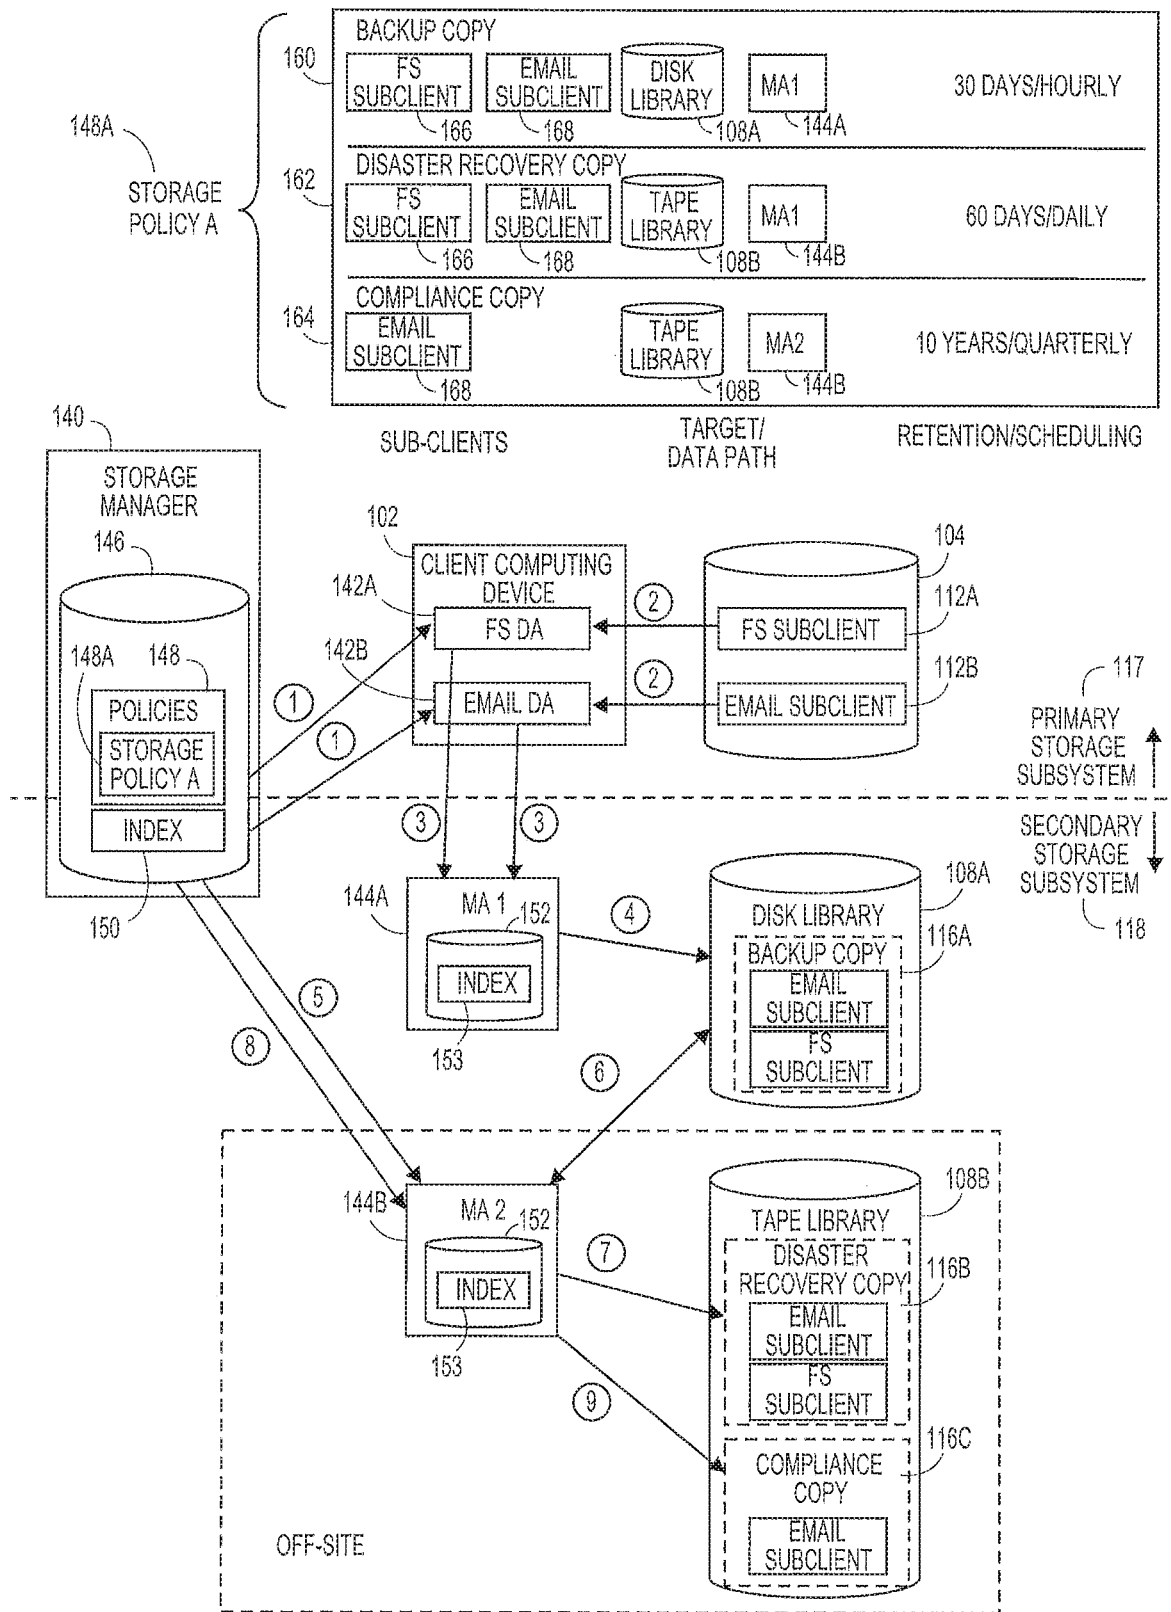 BACKUP COPY
160
FS
SUBCLIENT
166
EMAIL
SUBCLIENT
168
DISK
LIBRARY
108A
MA1
144A
30 DAYS/HOURLY
148A
STORAGE
POLICY A
DISASTER RECOVERY COPY
162
FS
SUBCLIENT
166
EMAIL
SUBCLIENT
168
TAPE
LIBRARY
108B
MA1
144B
60 DAYS/DAILY
COMPLIANCE COPY
164
EMAIL
SUBCLIENT
168
TAPE
LIBRARY
108B
MA2
144B
10 YEARS/QUARTERLY
SUB-CLIENTS
TARGET/
DATA PATH
RETENTION/SCHEDULING
140
STORAGE
MANAGER
146
148A
148
POLICIES
STORAGE
POLICY A
INDEX
150
102
CLIENT COMPUTING
DEVICE
142A
FS DA
142B
EMAIL DA
104
112A
FS SUBCLIENT
112B
EMAIL SUBCLIENT
1
1
2
2
117
PRIMARY
STORAGE
SUBSYSTEM
SECONDARY
STORAGE
SUBSYSTEM
118
3
3
144A
MA 1
152
INDEX
153
4
108A
DISK LIBRARY
116A
BACKUP COPY
EMAIL
SUBCLIENT
FS
SUBCLIENT
5
8
6
144B
MA 2
152
INDEX
153
7
9
108B
TAPE LIBRARY
DISASTER
RECOVERY COPY
116B
EMAIL
SUBCLIENT
FS
SUBCLIENT
116C
COMPLIANCE
COPY
EMAIL
SUBCLIENT
OFF-SITE